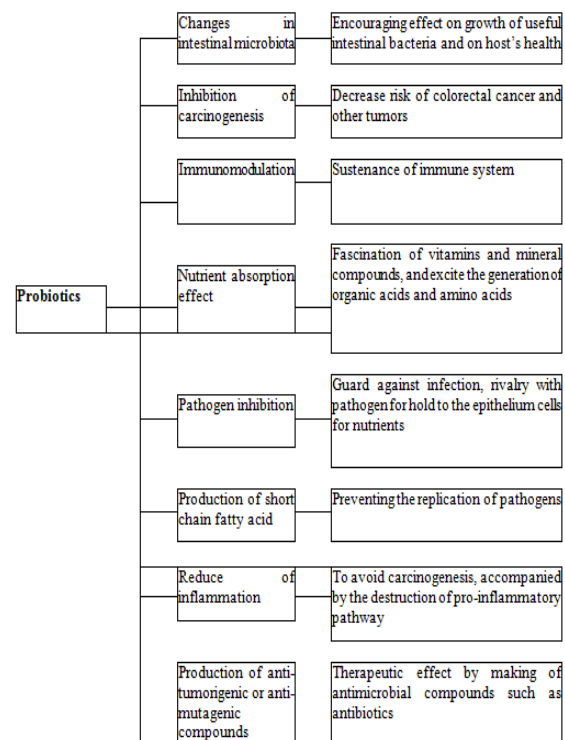 Changes in
intestinal microbiota
Encouraging effect on growth of useful
intestinal bacteria and on host's health
Inhibition of
carcinogenesis
Decrease risk of colorectal cancer and
other tumors
Immunomodulation
Sustenance of immune system
Probiotics
Nutrient absorption
effect
Fascination of vitamins and mineral
compounds, and excite the generation of
organic acids and amino acids
Pathogen inhibition
Guard against infection, rivalry with
pathogen for hold to the epithelium cells
for nutrients
Production of short
chain fatty acid
Preventing the replication of pathogens
Reduce of
inflammation
To avoid carcinogenesis, accompanied
by the destruction of pro-inflammatory
pathway
Production of anti-
tumorigenic or anti-
mutagenic
compounds
Therapeutic effect by making of
antimicrobial compounds such as
antibiotics